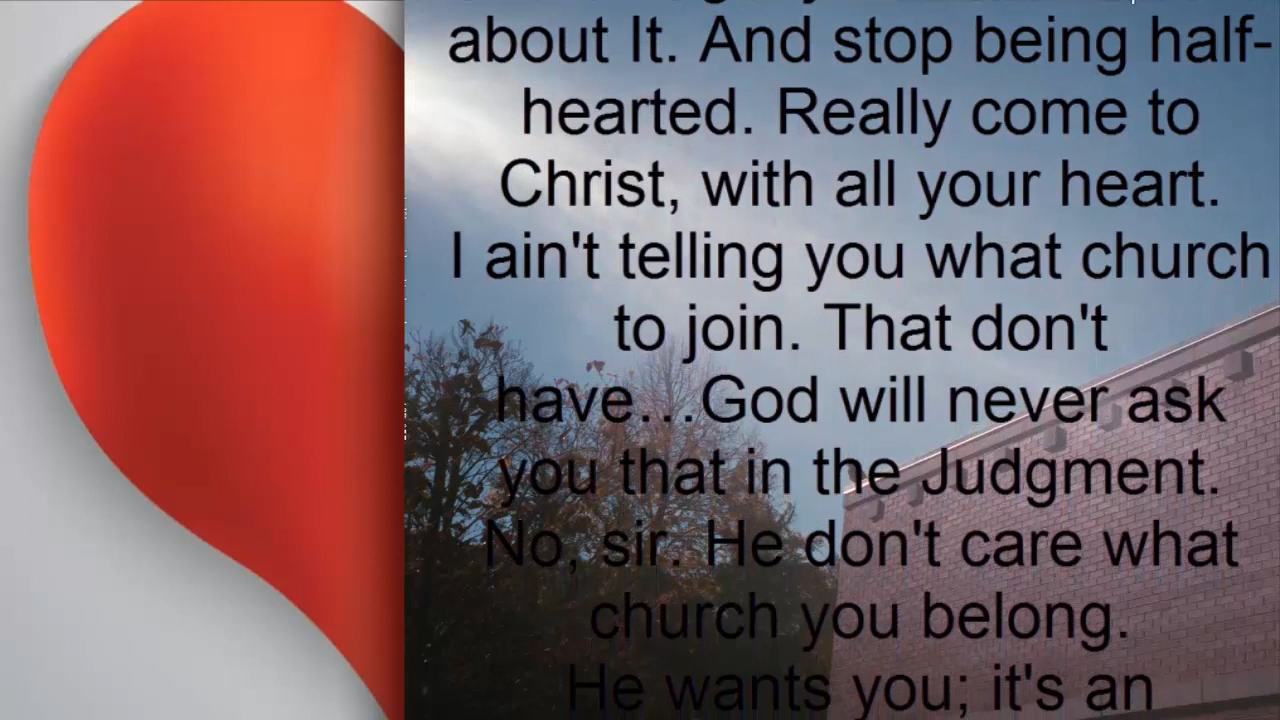 about It. And stop being half-
hearted. Really come to
Christ, with all your heart.
I ain't telling you what church
to join. That don't
have…God will never ask
you that in the Judgment.
No, sir. He don't care what
church you belong.
He wants you; it's an